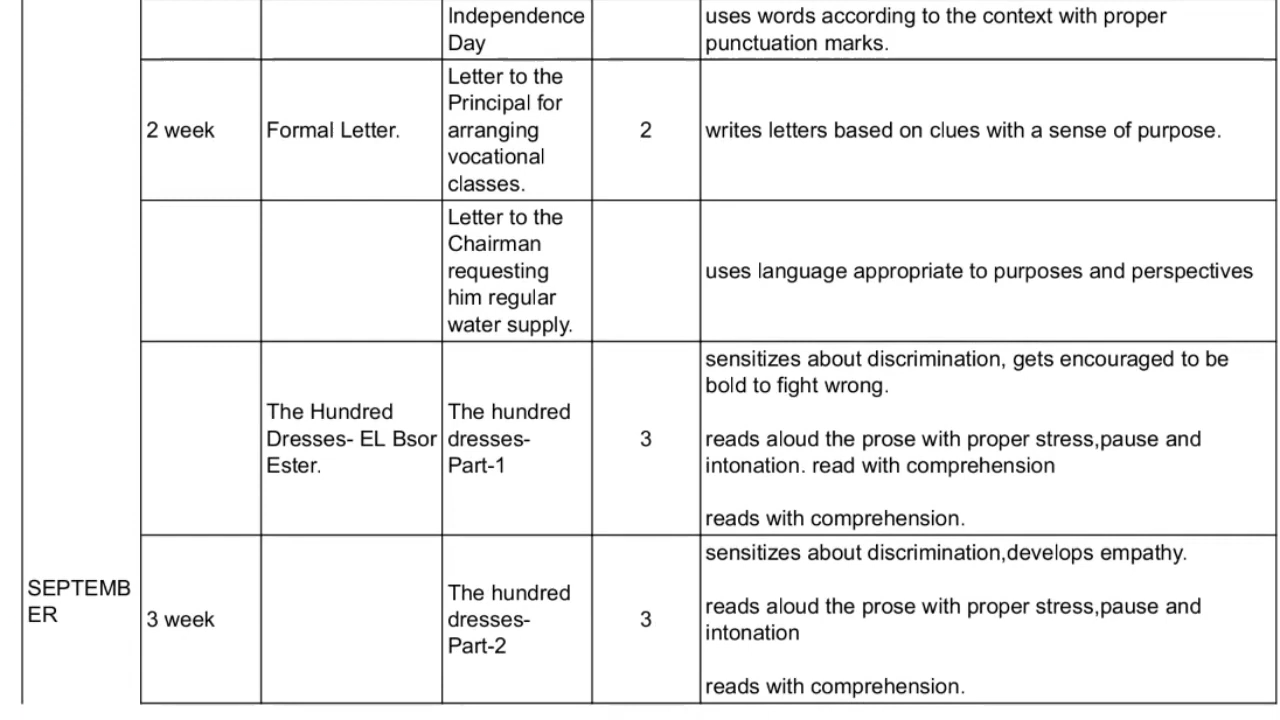 Independence
Day
uses words according to the context with proper
punctuation marks.
2 week
Formal Letter.
Letter to the
Principal for
arranging
vocational
classes.
2
writes letters based on clues with a sense of purpose.
Letter to the
Chairman
requesting
him regular
water supply.
uses language appropriate to purposes and perspectives
The Hundred
Dresses- EL Bsor
Ester.
The hundred
dresses-
Part-1
3
sensitizes about discrimination, gets encouraged to be
bold to fight wrong.
reads aloud the prose with proper stress,pause and
intonation. read with comprehension
reads with comprehension.
SEPTEMB
ER
3 week
The hundred
dresses-
Part-2
3
sensitizes about discrimination,develops empathy.
reads aloud the prose with proper stress,pause and
intonation
reads with comprehension.